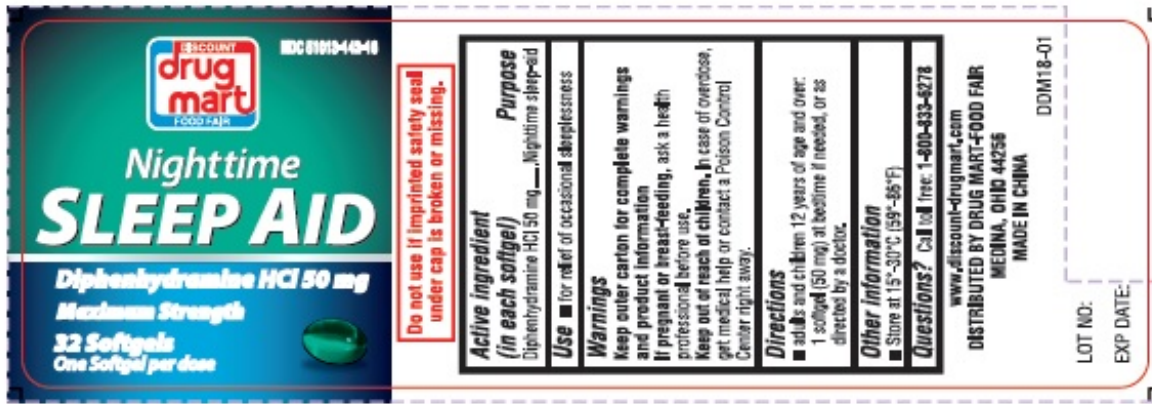 DISCOUNT
drug
mart
FOOD FAIR
Nighttime
SLEEP AID
Diphenhydramine HCl 50 mg
Maximum Strength
32 Softgels
One Softgel per dose
Do not use if imprinted safety seal
under cap is broken or missing.
Active ingredient
(in each softgel) Purpose
Diphenhydramine HCl 50 mg Nighttime sleep-aid
Use ■ for relief of occasional sleeplessness
Warnings
Keep outer carton for complete warnings
and product information
If pregnant or breast-feeding, ask a health
professional before use.
Keep out of reach of children. In case of overdose,
get medical help or contact a Poison Control
Center right away.
Directions
■ adults and children 12 years of age and over:
1 softgel (50 mg) at bedtime if needed, or as
directed by a doctor.
Other information
■ Store at 15°-30°C (59°-86°F)
Questions? Call toll free: 1-800-833-6278
www.discount-drugmart.com
DISTRIBUTED BY DRUG MART-FOOD FAIR
MEDINA, OHIO 44256
MADE IN CHINA
DDM18-01
LOT NO:
EXP DATE: